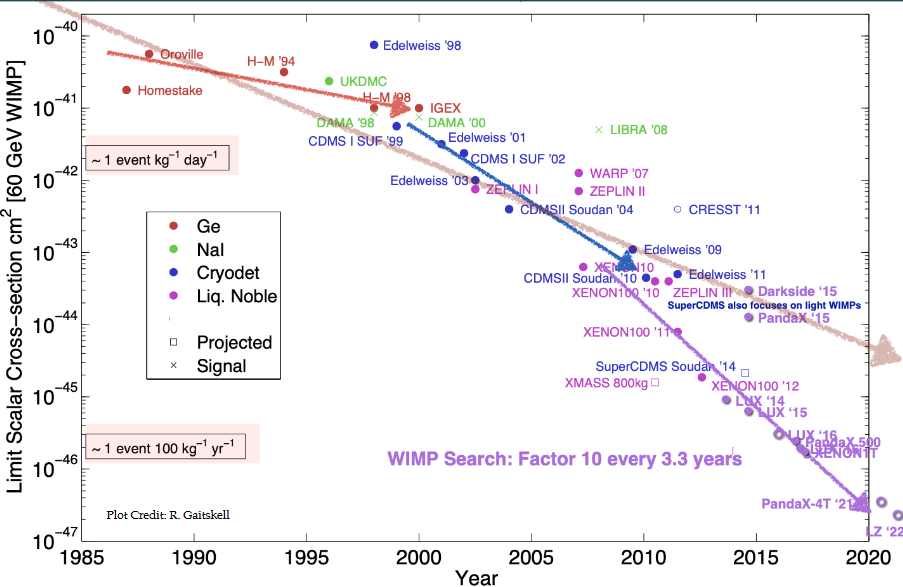 10⁻⁴⁰
10⁻⁴¹
10⁻⁴²
10⁻⁴³
10⁻⁴⁴
10⁻⁴⁵
10⁻⁴⁶
10⁻⁴⁷
Limit Scalar Cross−section cm² [60 GeV WIMP]
Edelweiss '98
Oroville
H−M '94
Homestake
UKDMC
H−M '98
IGEX
DAMA '98
DAMA '00
LIBRA '08
CDMS I SUF '99
Edelweiss '01
~ 1 event kg⁻¹ day⁻¹
CDMS I SUF '02
WARP '07
Edelweiss '03
ZEPLIN I
ZEPLIN II
CDMSII Soudan '04
CRESST '11
Ge
NaI
Cryodet
Liq. Noble
Projected
Signal
Edelweiss '09
XENON10
CDMSII Soudan '10
Edelweiss '11
XENON100 '10
ZEPLIN III
Darkside '15
SuperCDMS also focuses on light WIMPs
PandaX '15
XENON100 '11
SuperCDMS Soudan '14
XMASS 800kg
XENON100 '12
LUX '14
LUX '15
LUX '16
PandaX 500
XENON1T
~ 1 event 100 kg⁻¹ yr⁻¹
WIMP Search: Factor 10 every 3.3 years
PandaX-4T '21
Plot Credit: R. Gaitskell
LZ '22
1985 1990 1995 2000 2005 2010 2015 2020
Year